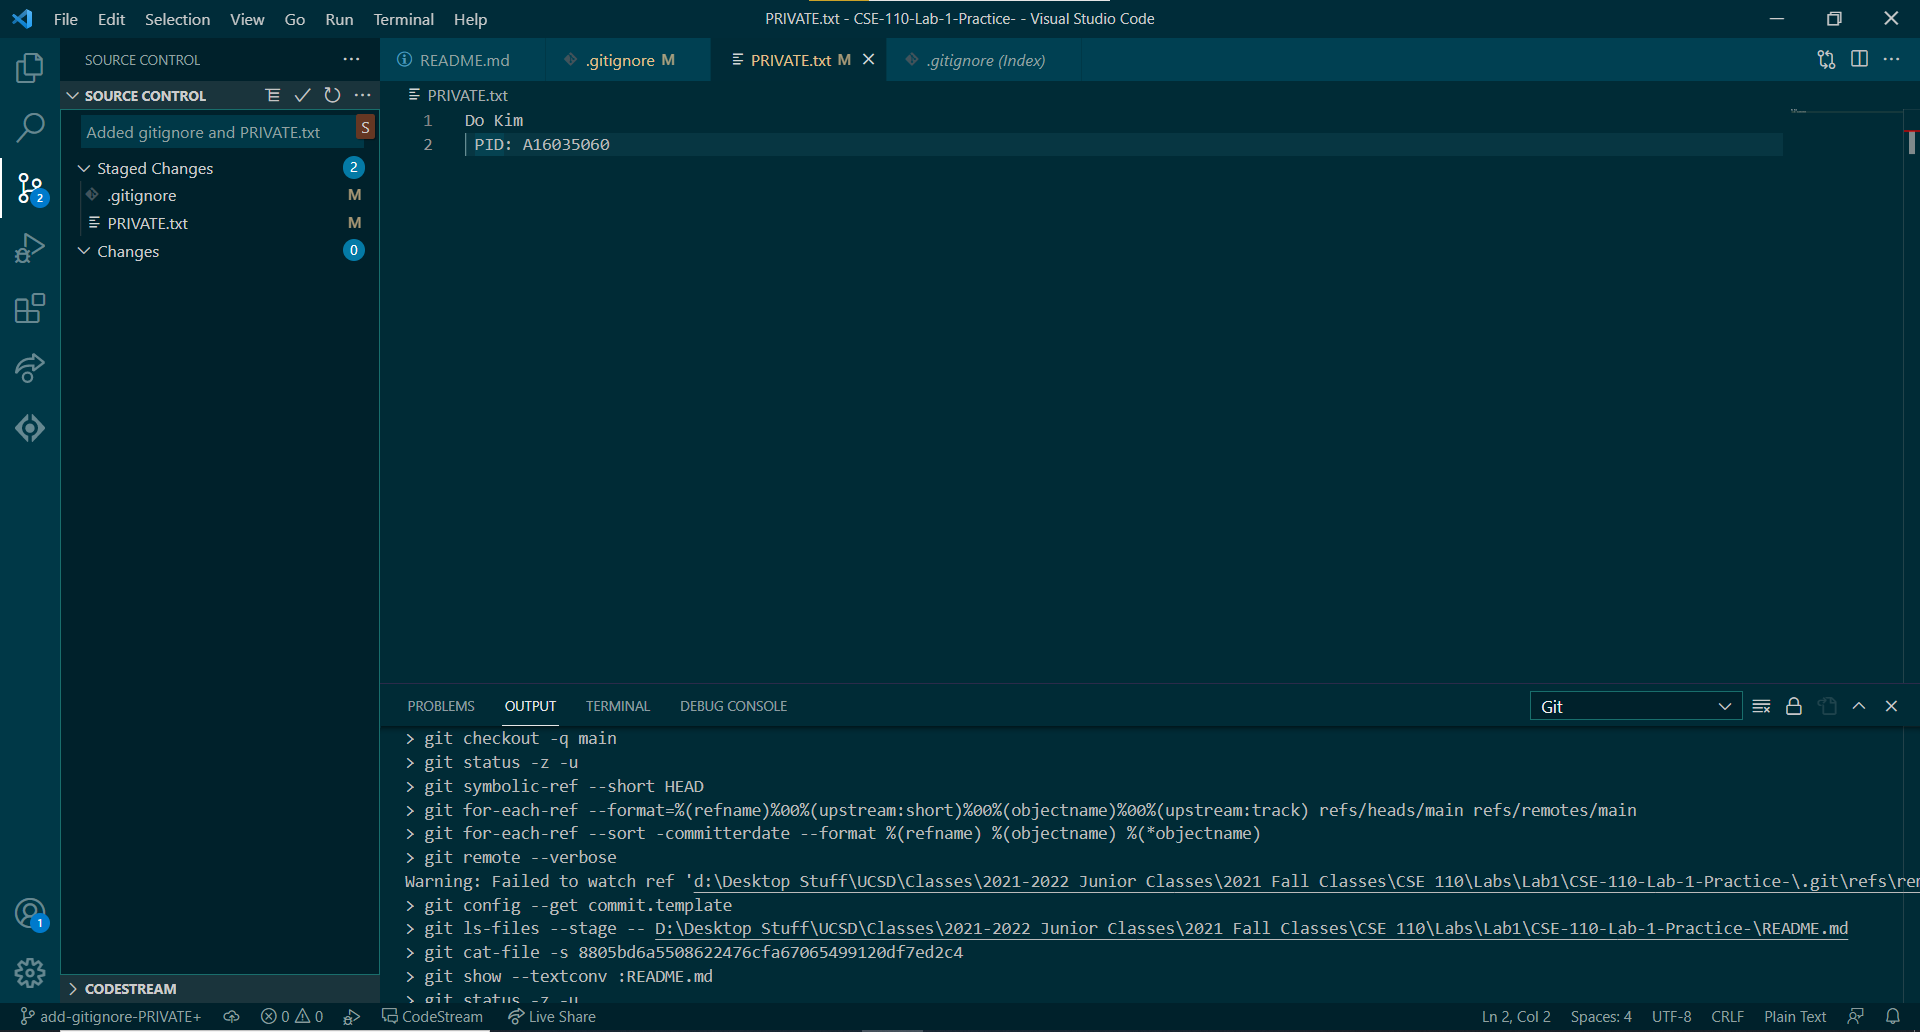 File Edit Selection View Go Run Terminal Help
PRIVATE.txt - CSE-110-Lab-1-Practice- - Visual Studio Code
SOURCE CONTROL
README.md
.gitignore M
PRIVATE.txt M
.gitignore (Index)
SOURCE CONTROL
PRIVATE.txt
Added gitignore and PRIVATE.txt S
1 Do Kim
2 PID: A16035060
Staged Changes 2
.gitignore M
PRIVATE.txt M
Changes 0
2
PROBLEMS OUTPUT TERMINAL DEBUG CONSOLE
Git
> git checkout -q main
> git status -z -u
> git symbolic-ref --short HEAD
> git for-each-ref --format=%(refname)%00%(upstream:short)%00%(objectname)%00%(upstream:track) refs/heads/main refs/remotes/main
> git for-each-ref --sort -committerdate --format %(refname) %(objectname) %(*objectname)
> git remote --verbose
Warning: Failed to watch ref 'd:\Desktop Stuff\UCSD\Classes\2021-2022 Junior Classes\2021 Fall Classes\CSE 110\Labs\Lab1\CSE-110-Lab-1-Practice-\.git\refs\rem
> git config --get commit.template
> git ls-files --stage -- D:\Desktop Stuff\UCSD\Classes\2021-2022 Junior Classes\2021 Fall Classes\CSE 110\Labs\Lab1\CSE-110-Lab-1-Practice-\README.md
> git cat-file -s 8805bd6a5508622476cfa67065499120df7ed2c4
> git show --textconv :README.md
> git status -z -u
1
CODESTREAM
add-gitignore-PRIVATE+ 0 0 CodeStream Live Share
Ln 2, Col 2 Spaces: 4 UTF-8 CRLF Plain Text